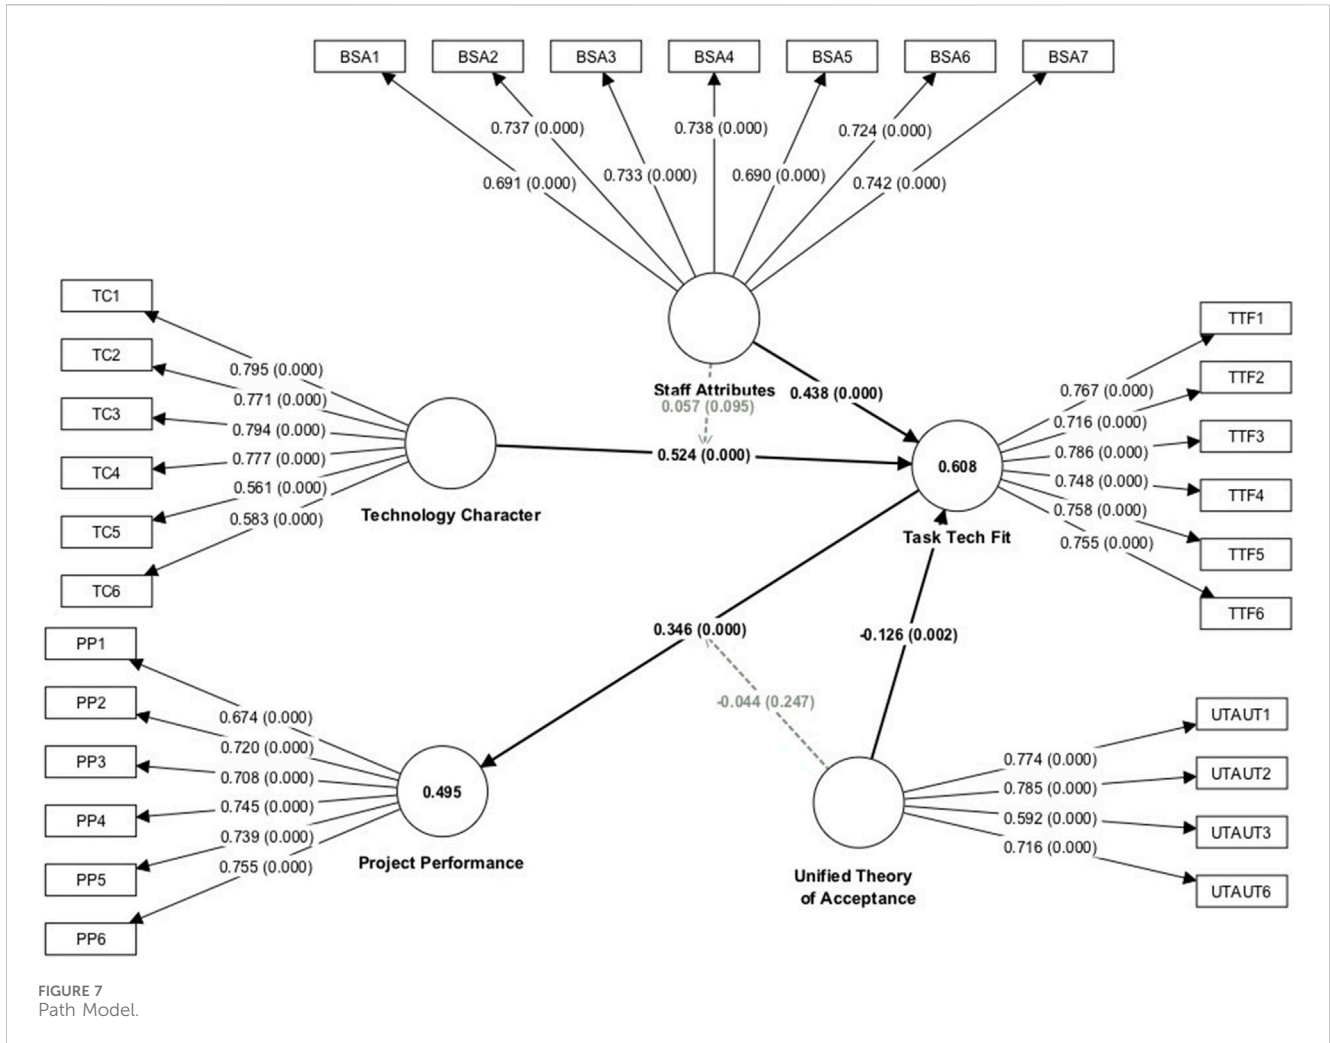 BSA1 BSA2 BSA3 BSA4 BSA5 BSA6 BSA7
0.737 (0.000) 0.738 (0.000) 0.724 (0.000)
0.691 (0.000) 0.733 (0.000) 0.690 (0.000) 0.742 (0.000)
TC1
TC2
TC3
TC4
TC5
TC6
0.795 (0.000)
0.771 (0.000)
0.794 (0.000)
0.777 (0.000)
0.561 (0.000)
0.583 (0.000)
Technology Character
Staff Attributes
0.057 (0.095)
0.438 (0.000)
0.524 (0.000)
0.608
Task Tech Fit
0.767 (0.000)
0.716 (0.000)
0.786 (0.000)
0.748 (0.000)
0.758 (0.000)
0.755 (0.000)
TTF1
TTF2
TTF3
TTF4
TTF5
TTF6
0.346 (0.000)
-0.126 (0.002)
-0.044 (0.247)
PP1
PP2
PP3
PP4
PP5
PP6
0.674 (0.000)
0.720 (0.000)
0.708 (0.000)
0.745 (0.000)
0.739 (0.000)
0.755 (0.000)
0.495
Project Performance
Unified Theory
of Acceptance
0.774 (0.000)
0.785 (0.000)
0.592 (0.000)
0.716 (0.000)
UTAUT1
UTAUT2
UTAUT3
UTAUT6
FIGURE 7
Path Model.